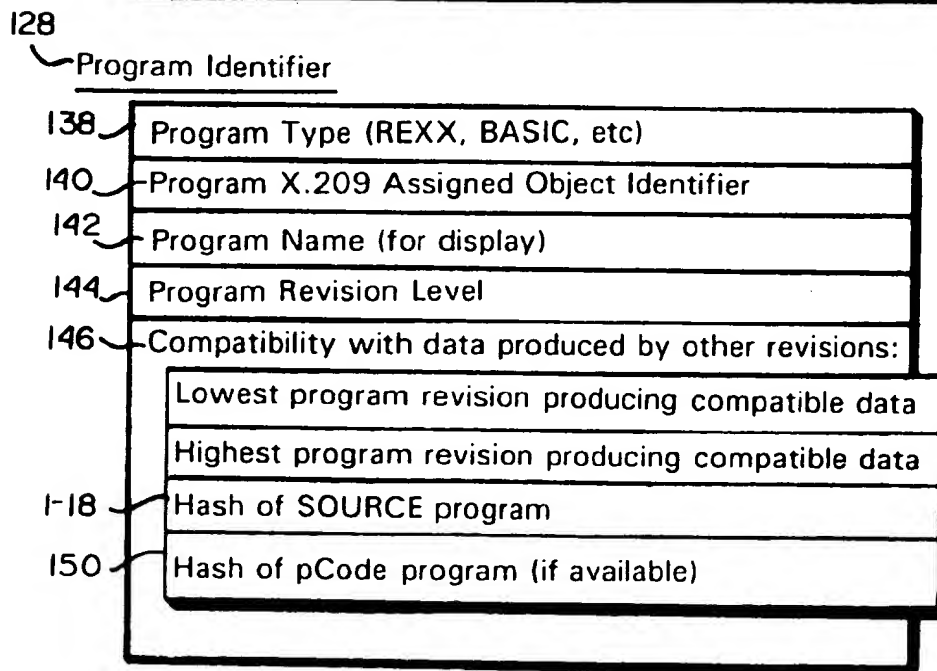 128
Program Identifier
138 Program Type (REXX, BASIC, etc)
140 Program X.209 Assigned Object Identifier
142 Program Name (for display)
144 Program Revision Level
146 Compatibility with data produced by other revisions:
Lowest program revision producing compatible data
Highest program revision producing compatible data
1-18 Hash of SOURCE program
150 Hash of pCode program (if available)